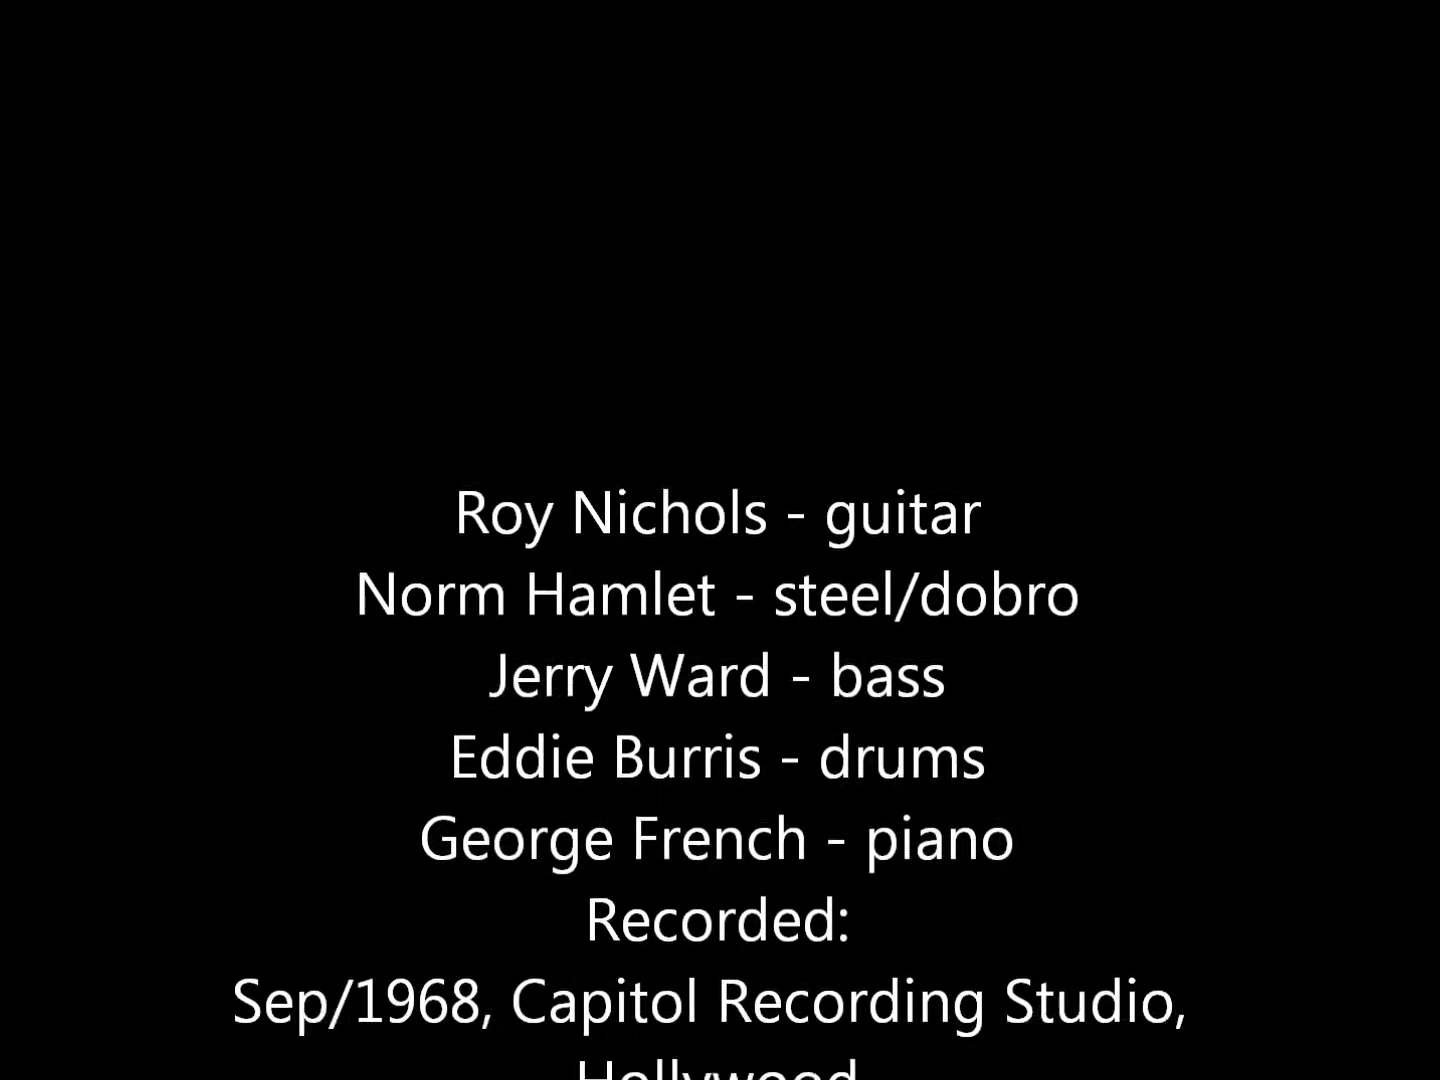 Roy Nichols - guitar
Norm Hamlet - steel/dobro
Jerry Ward - bass
Eddie Burris - drums
George French - piano
Recorded:
Sep/1968, Capitol Recording Studio,
Hollywood